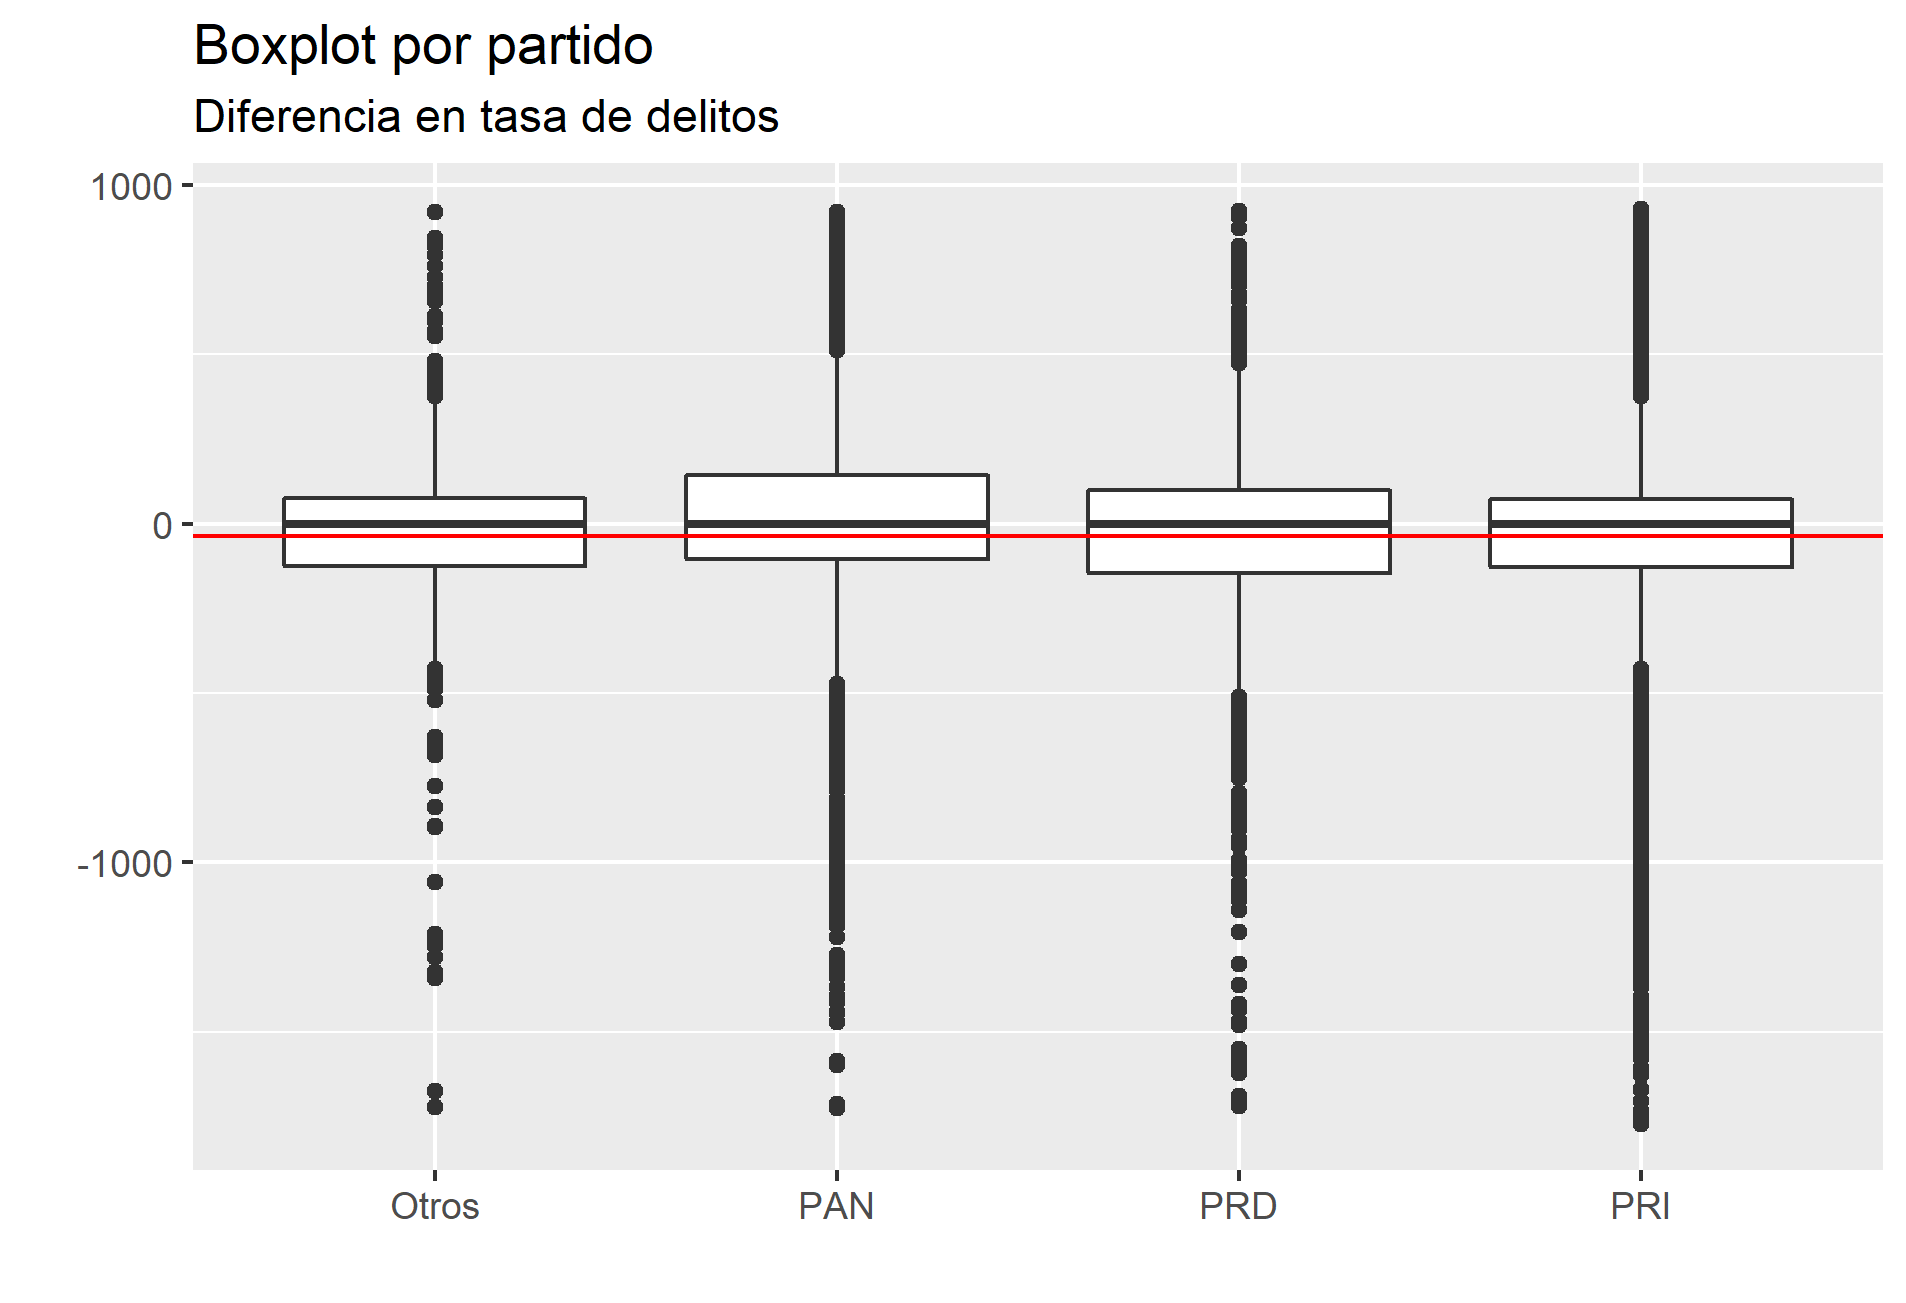 Boxplot por partido
Diferencia en tasa de delitos
1000
0
-1000
Otros PAN PRD PRI